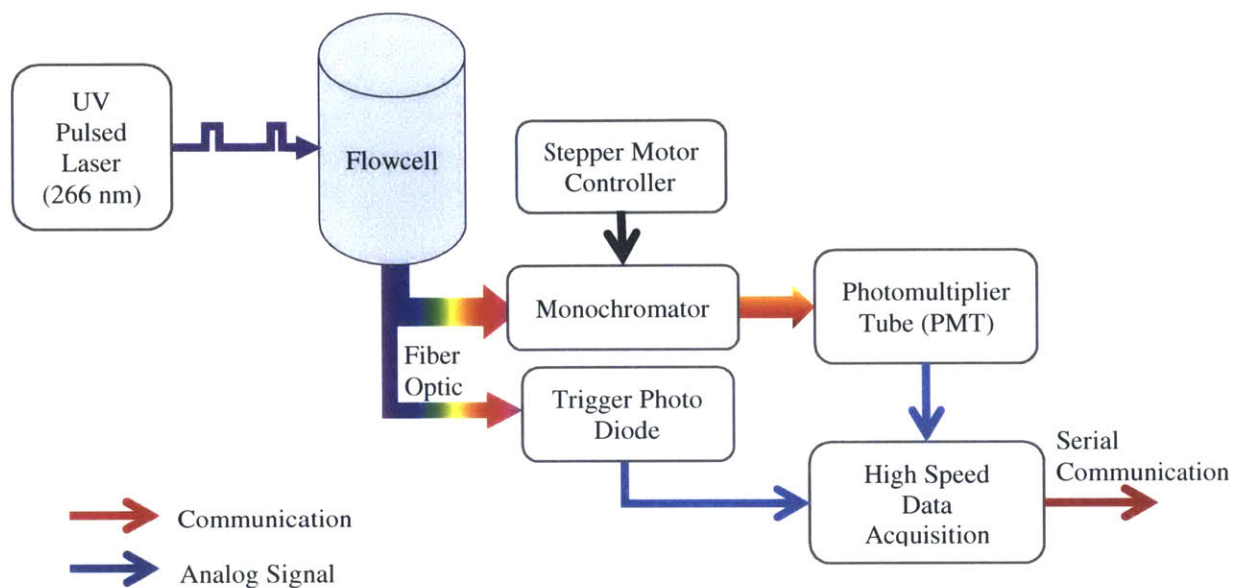 UV
Pulsed
Laser
(266 nm)
Flowcell
Stepper Motor
Controller
Monochromator
Photomultiplier
Tube (PMT)
Fiber
Optic
Trigger Photo
Diode
High Speed
Data
Acquisition
Serial
Communication
Communication
Analog Signal